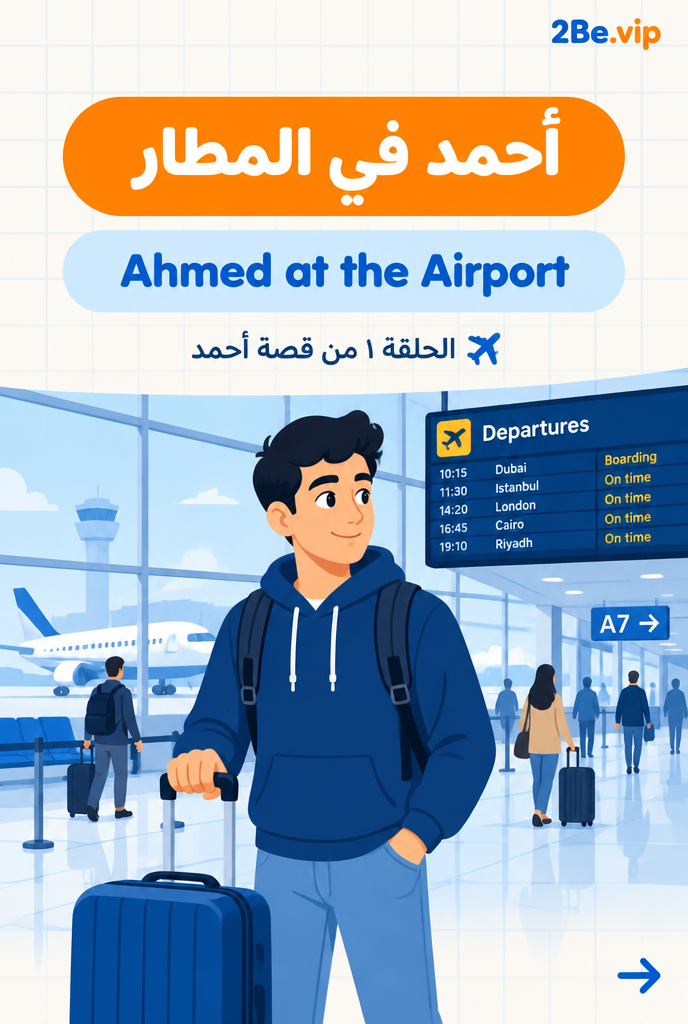 2Be.vip
أحمد في المطار
Ahmed at the Airport
الحلقة ١ من قصة أحمد
Departures
10:15 Dubai Boarding
11:30 Istanbul On time
14:20 London On time
16:45 Cairo On time
19:10 Riyadh On time
A7 →